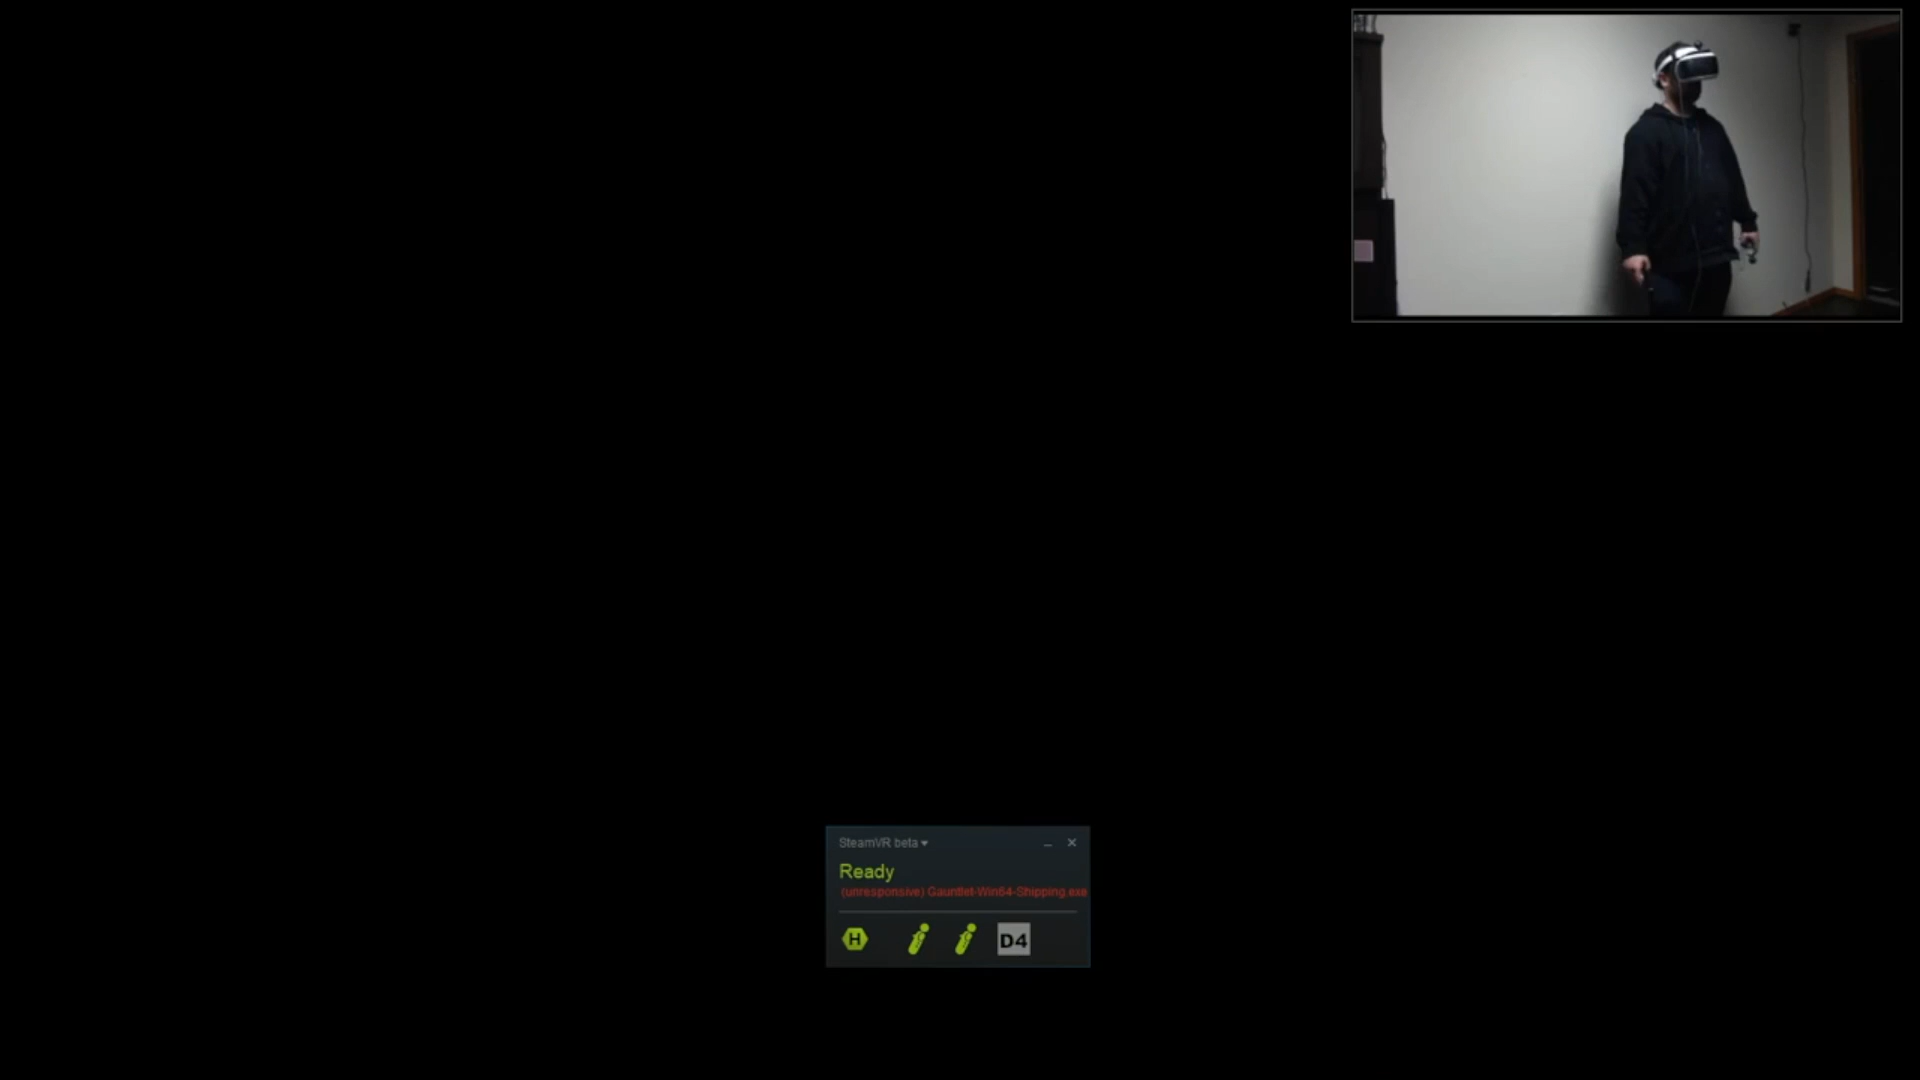 SteamVR beta
Ready
(unresponsive) Gauntlet-Win64-Shipping.exe
H
D4